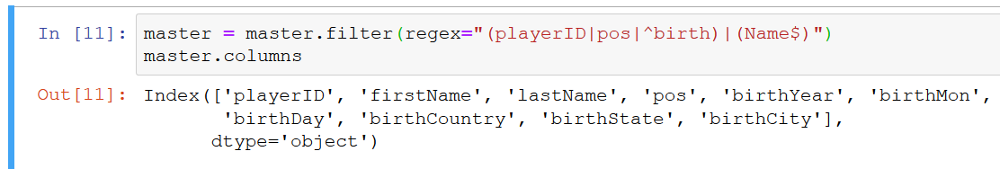 In [11]: master = master.filter(regex="(playerID|pos|^birth)|(Name$)")
master.columns
Out[11]: Index(['playerID', 'firstName', 'lastName', 'pos', 'birthYear', 'birthMon',
'birthDay', 'birthCountry', 'birthState', 'birthCity'],
dtype='object')